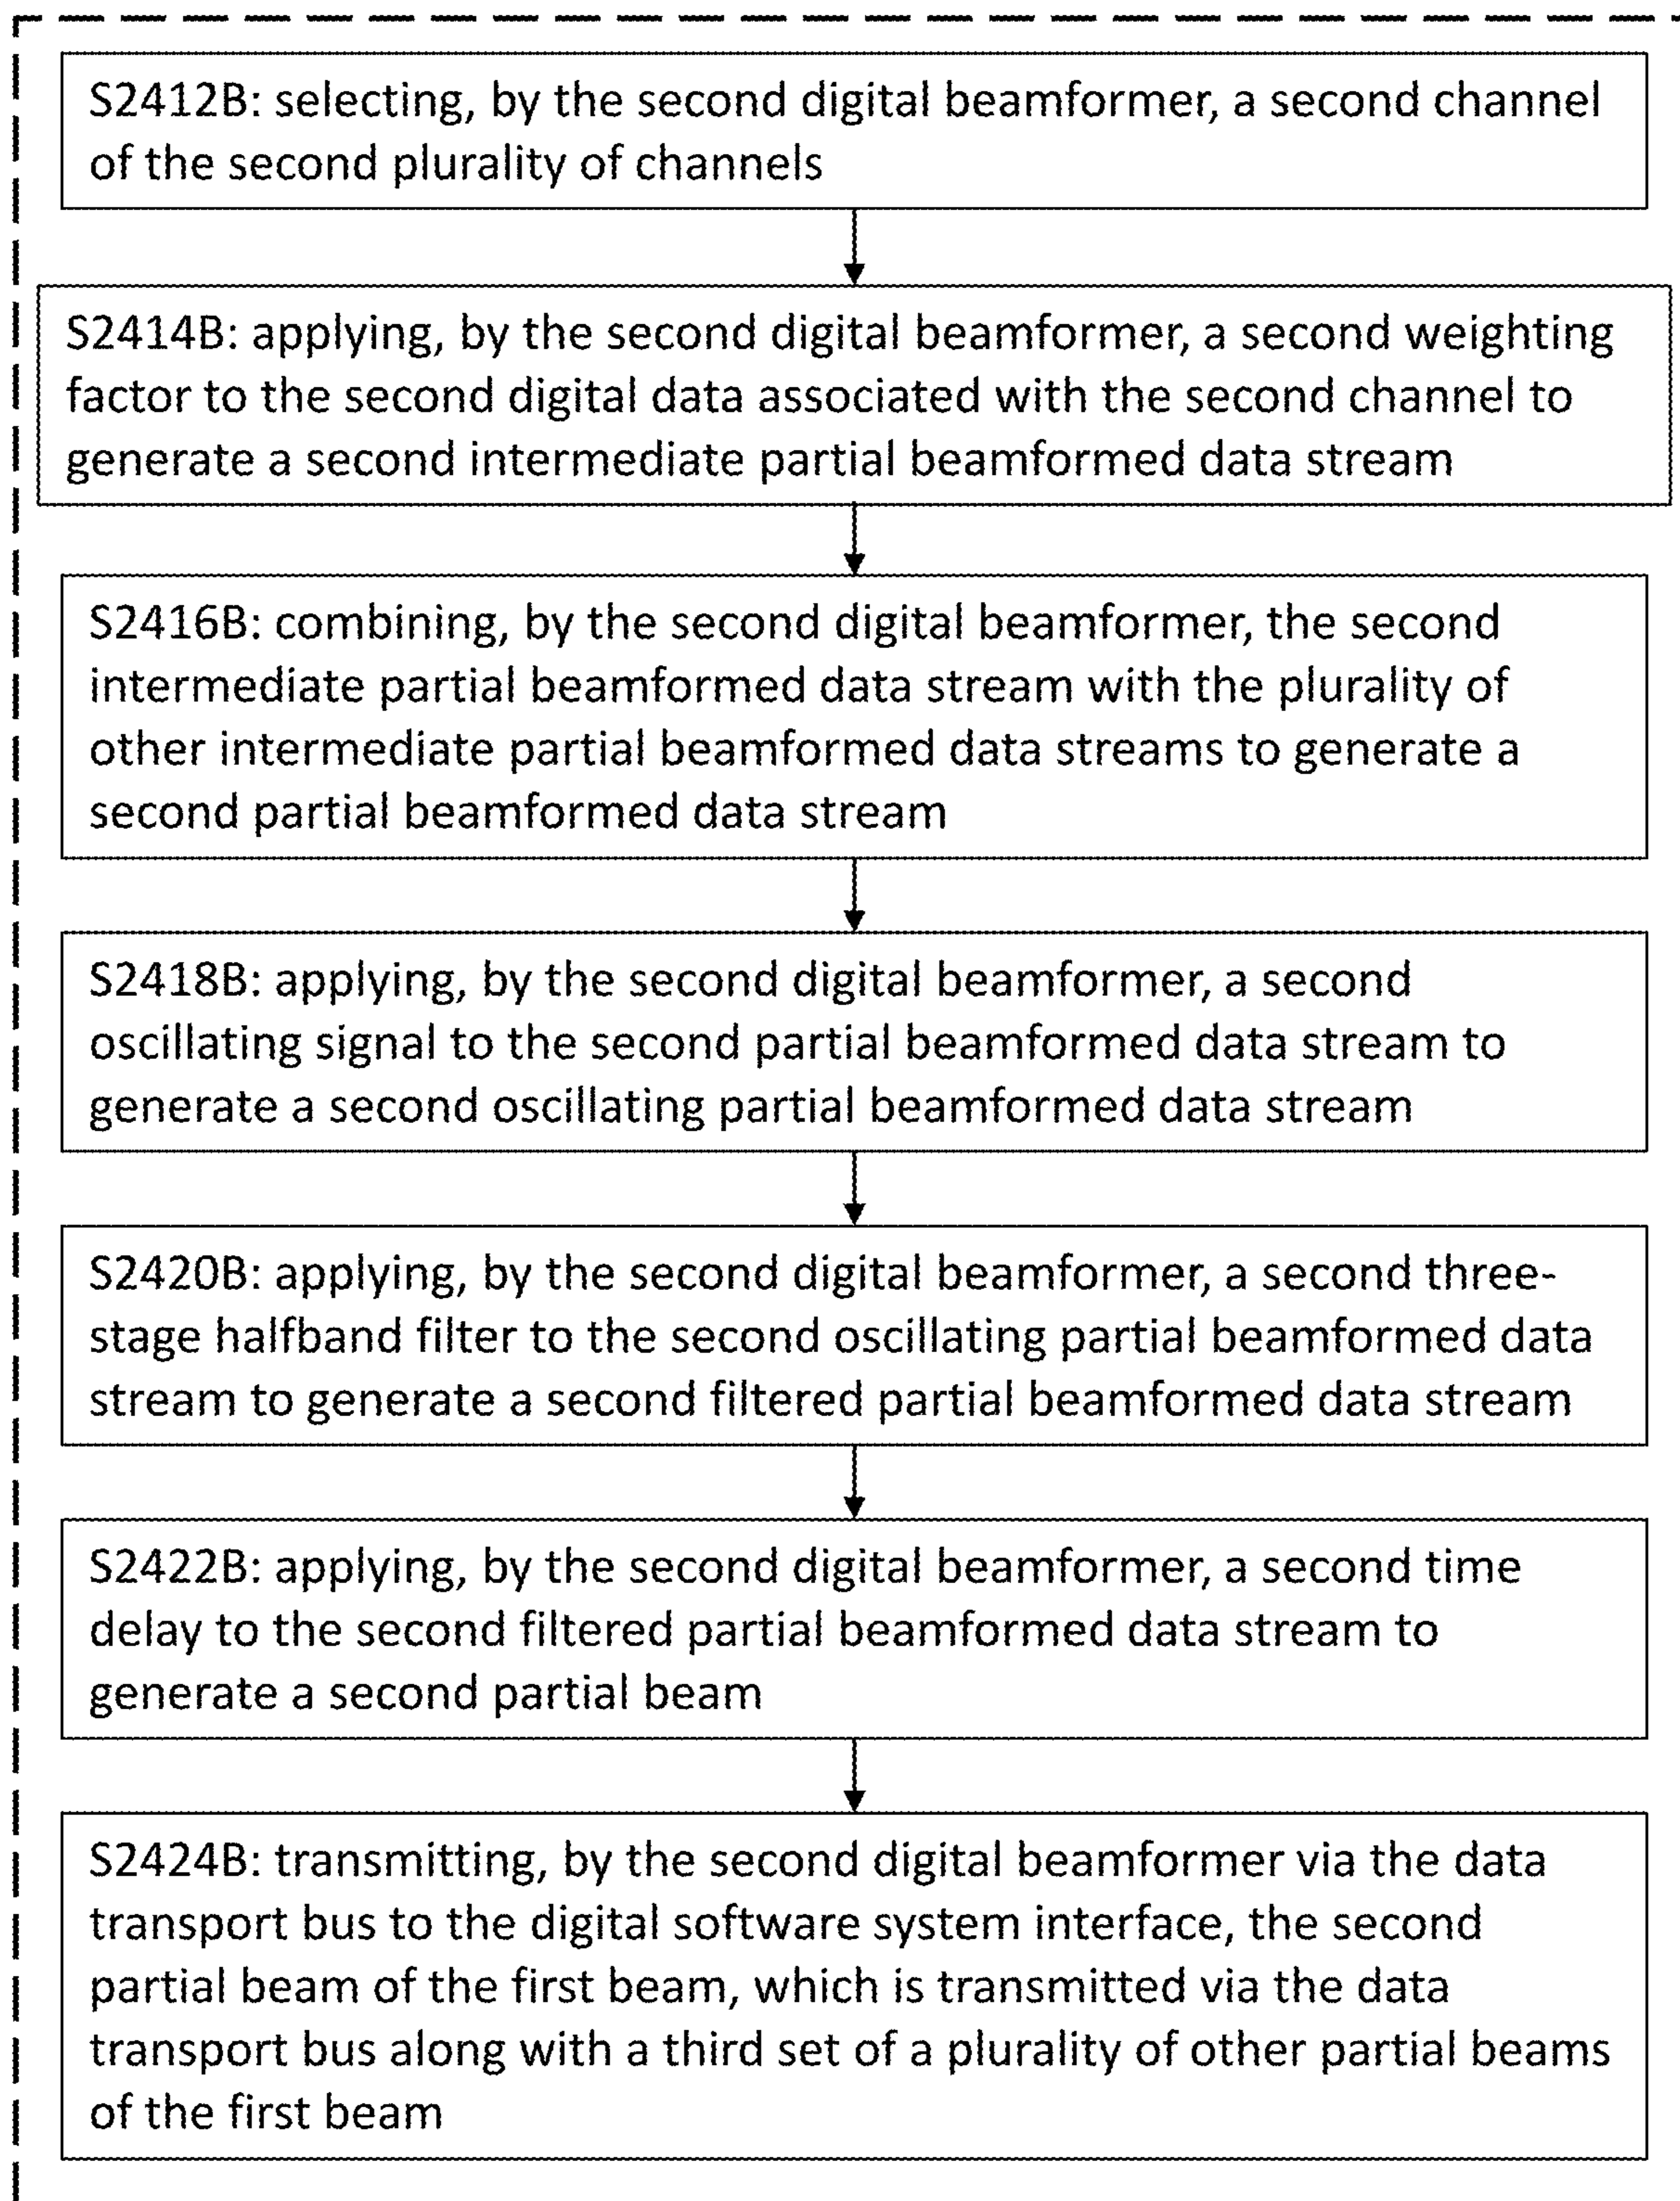 S2412B: selecting, by the second digital beamformer, a second channel
of the second plurality of channels
S2414B: applying, by the second digital beamformer, a second weighting
factor to the second digital data associated with the second channel to
generate a second intermediate partial beamformed data stream
S2416B: combining, by the second digital beamformer, the second
intermediate partial beamformed data stream with the plurality of
other intermediate partial beamformed data streams to generate a
second partial beamformed data stream
S2418B: applying, by the second digital beamformer, a second
oscillating signal to the second partial beamformed data stream to
generate a second oscillating partial beamformed data stream
S2420B: applying, by the second digital beamformer, a second three-
stage halfband filter to the second oscillating partial beamformed data
stream to generate a second filtered partial beamformed data stream
S2422B: applying, by the second digital beamformer, a second time
delay to the second filtered partial beamformed data stream to
generate a second partial beam
S2424B: transmitting, by the second digital beamformer via the data
transport bus to the digital software system interface, the second
partial beam of the first beam, which is transmitted via the data
transport bus along with a third set of a plurality of other partial beams
of the first beam